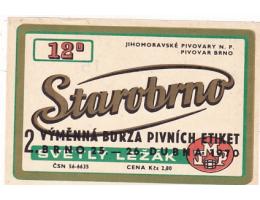 12°
JIHOMORAVSKÉ PIVOVARY N. P.
PIVOVAR BRNO
Starobrno
2. VÝMĚNNÁ BURZA PIVNÍCH ETIKET
BRNO 25. — 26. DUBNA 1970
SVĚTLÝ LEŽÁK
ČSN 56-6635
CENA Kčs 2,80